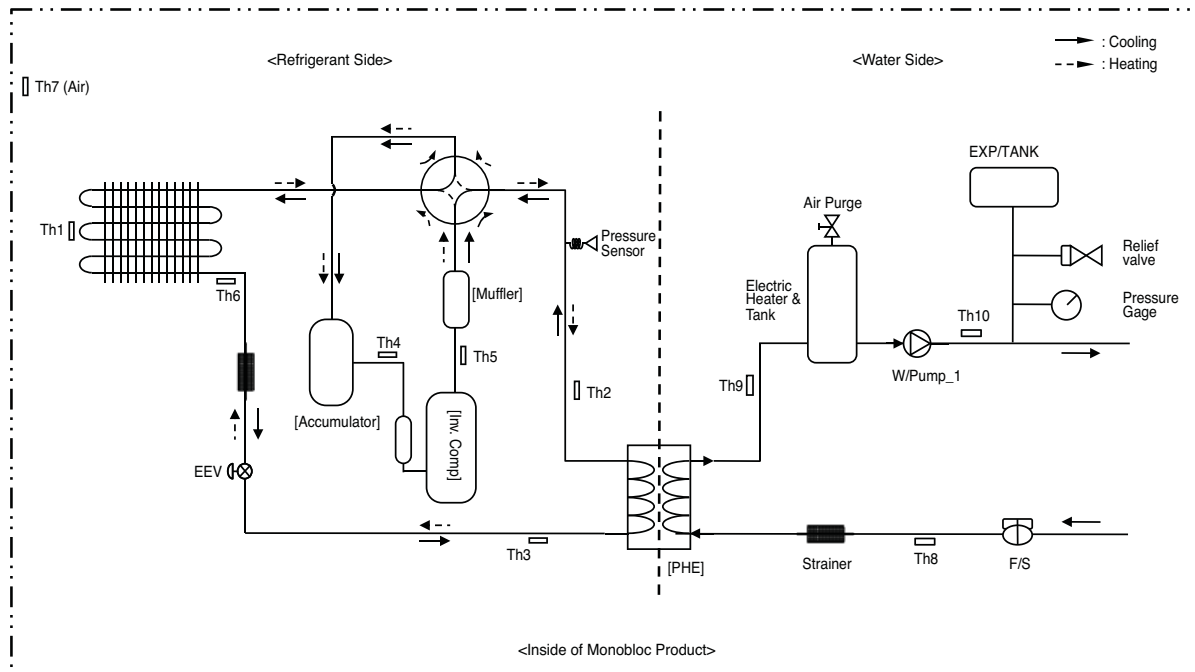 <Refrigerant Side>
<Water Side>
: Cooling
: Heating
Th7 (Air)
EXP/TANK
Air Purge
Th1
Pressure
Sensor
Relief
valve
Electric
Heater &
Tank
Th6
[Muffler]
Pressure
Gage
Th10
Th4
Th5
W/Pump_1
Th9
Th2
[Accumulator]
[Inv. Comp]
EEV
Th3
[PHE]
Strainer
Th8
F/S
<Inside of Monobloc Product>